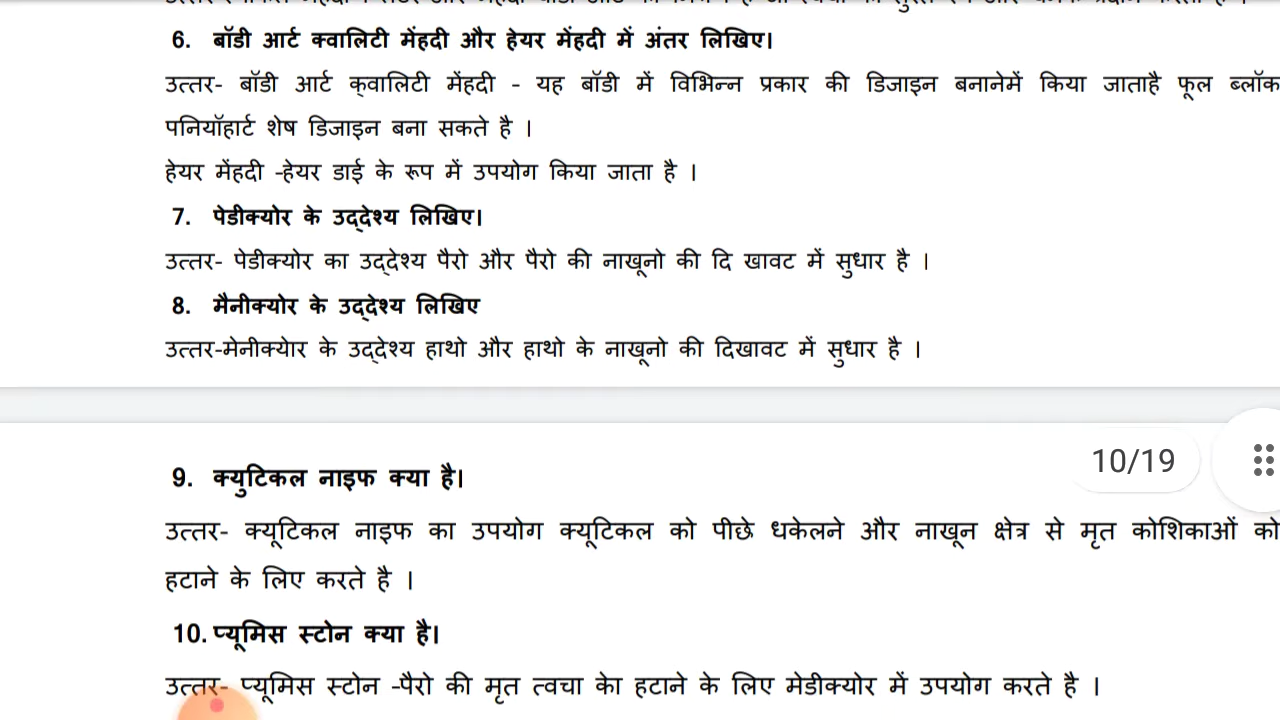 6. बॉडी आर्ट क्वालिटी मेंहदी और हेयर मेंहदी में अंतर लिखिए।
उत्तर- बॉडी आर्ट क्वालिटी मेंहदी - यह बॉडी में विभिन्न प्रकार की डिजाइन बनानेमें किया जाताहै फूल ब्लॉक
पनियॉहार्ट शेष डिजाइन बना सकते है ।
हेयर मेंहदी -हेयर डाई के रूप में उपयोग किया जाता है ।
7. पेडीक्योर के उद्देश्य लिखिए।
उत्तर- पेडीक्योर का उद्देश्य पैरो और पैरो की नाखूनो की दि खावट में सुधार है ।
8. मैनीक्योर के उद्देश्य लिखिए
उत्तर-मेनीक्येार के उद्देश्य हाथो और हाथो के नाखूनो की दिखावट में सुधार है ।
10/19
9. क्युटिकल नाइफ क्या है।
उत्तर- क्यूटिकल नाइफ का उपयोग क्यूटिकल को पीछे धकेलने और नाखून क्षेत्र से मृत कोशिकाओं को
हटाने के लिए करते है ।
10. प्यूमिस स्टोन क्या है।
उत्तर- प्यूमिस स्टोन -पैरो की मृत त्वचा केा हटाने के लिए मेडीक्योर में उपयोग करते है ।